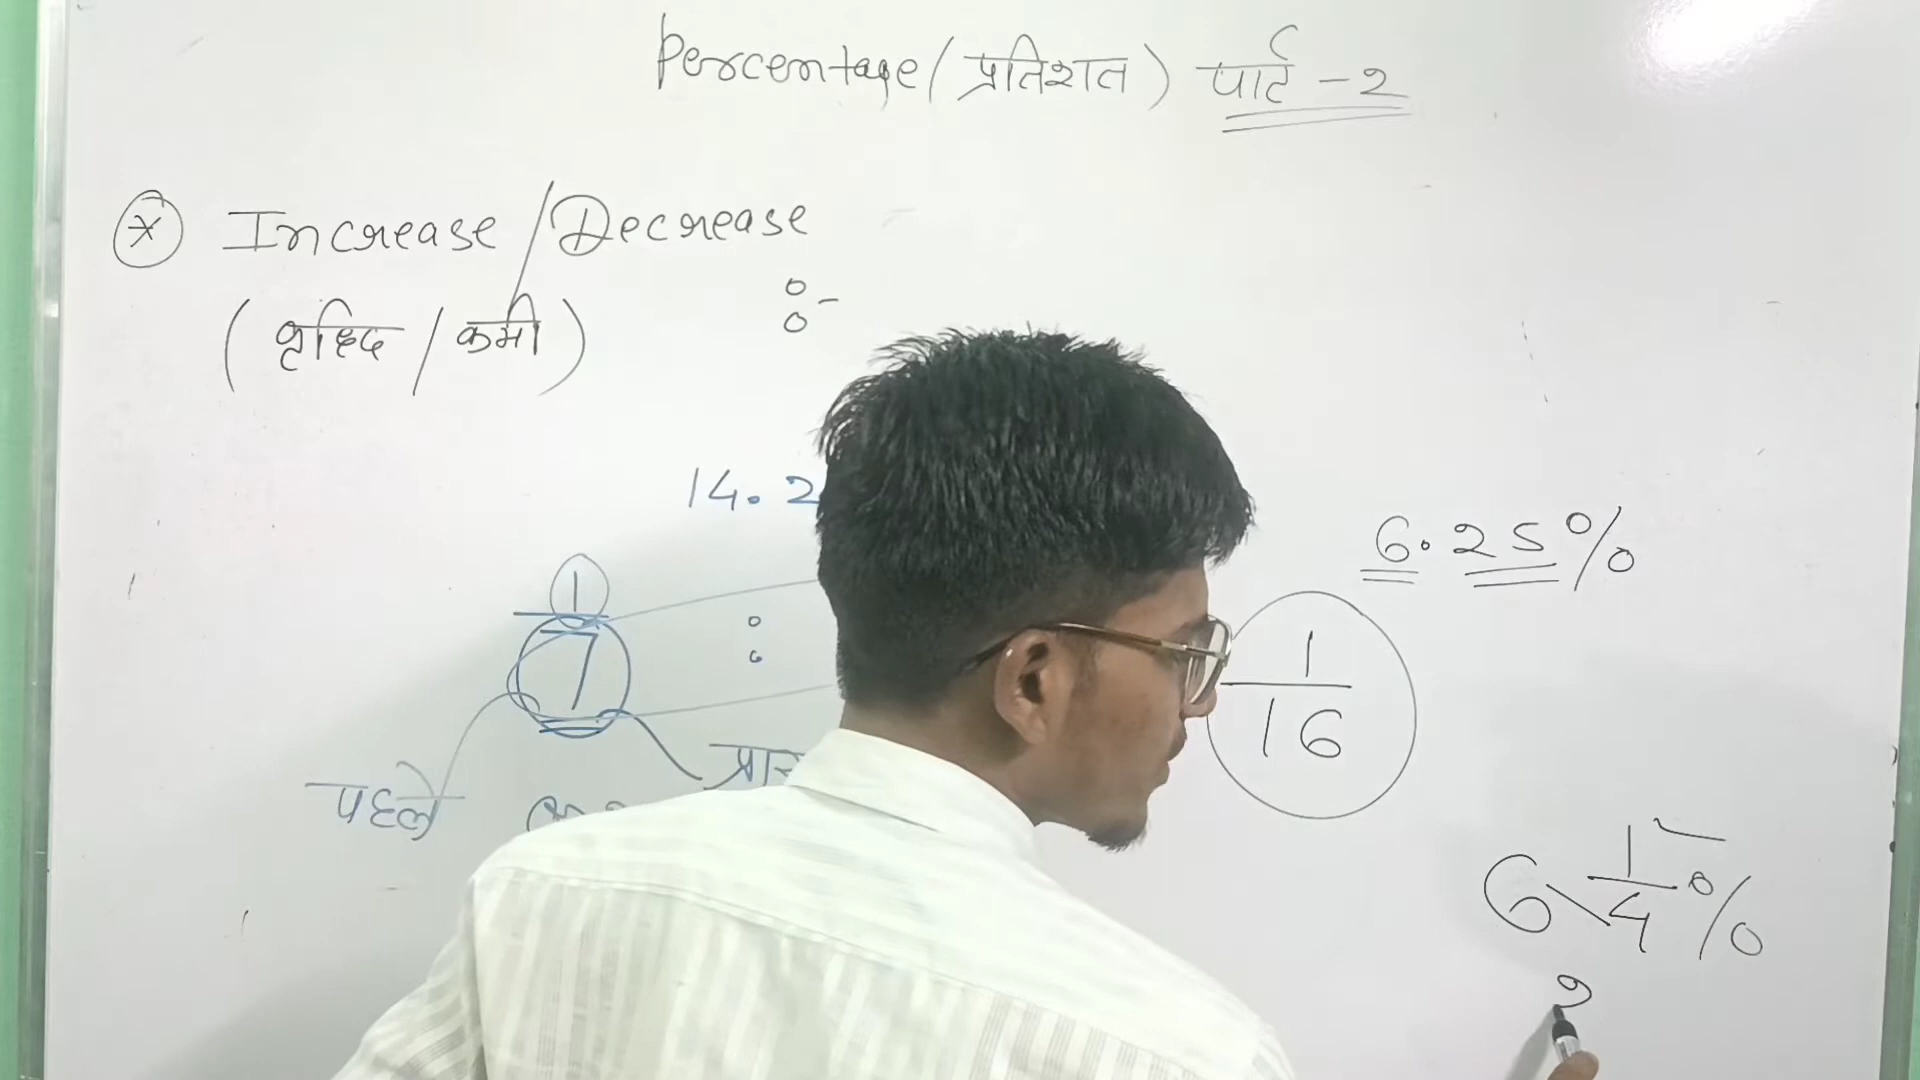 Percentage (प्रतिशत) पार्ट - 2
* Increase / Decrease :-
(वृद्धि / कमी)
14.2
6.25%
1/7
:
1/16
पहले
6 1/4 %
2